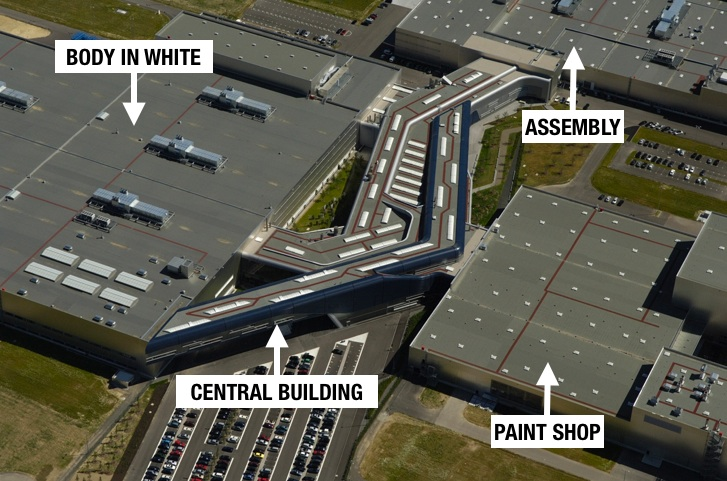 BODY IN WHITE
ASSEMBLY
CENTRAL BUILDING
PAINT SHOP